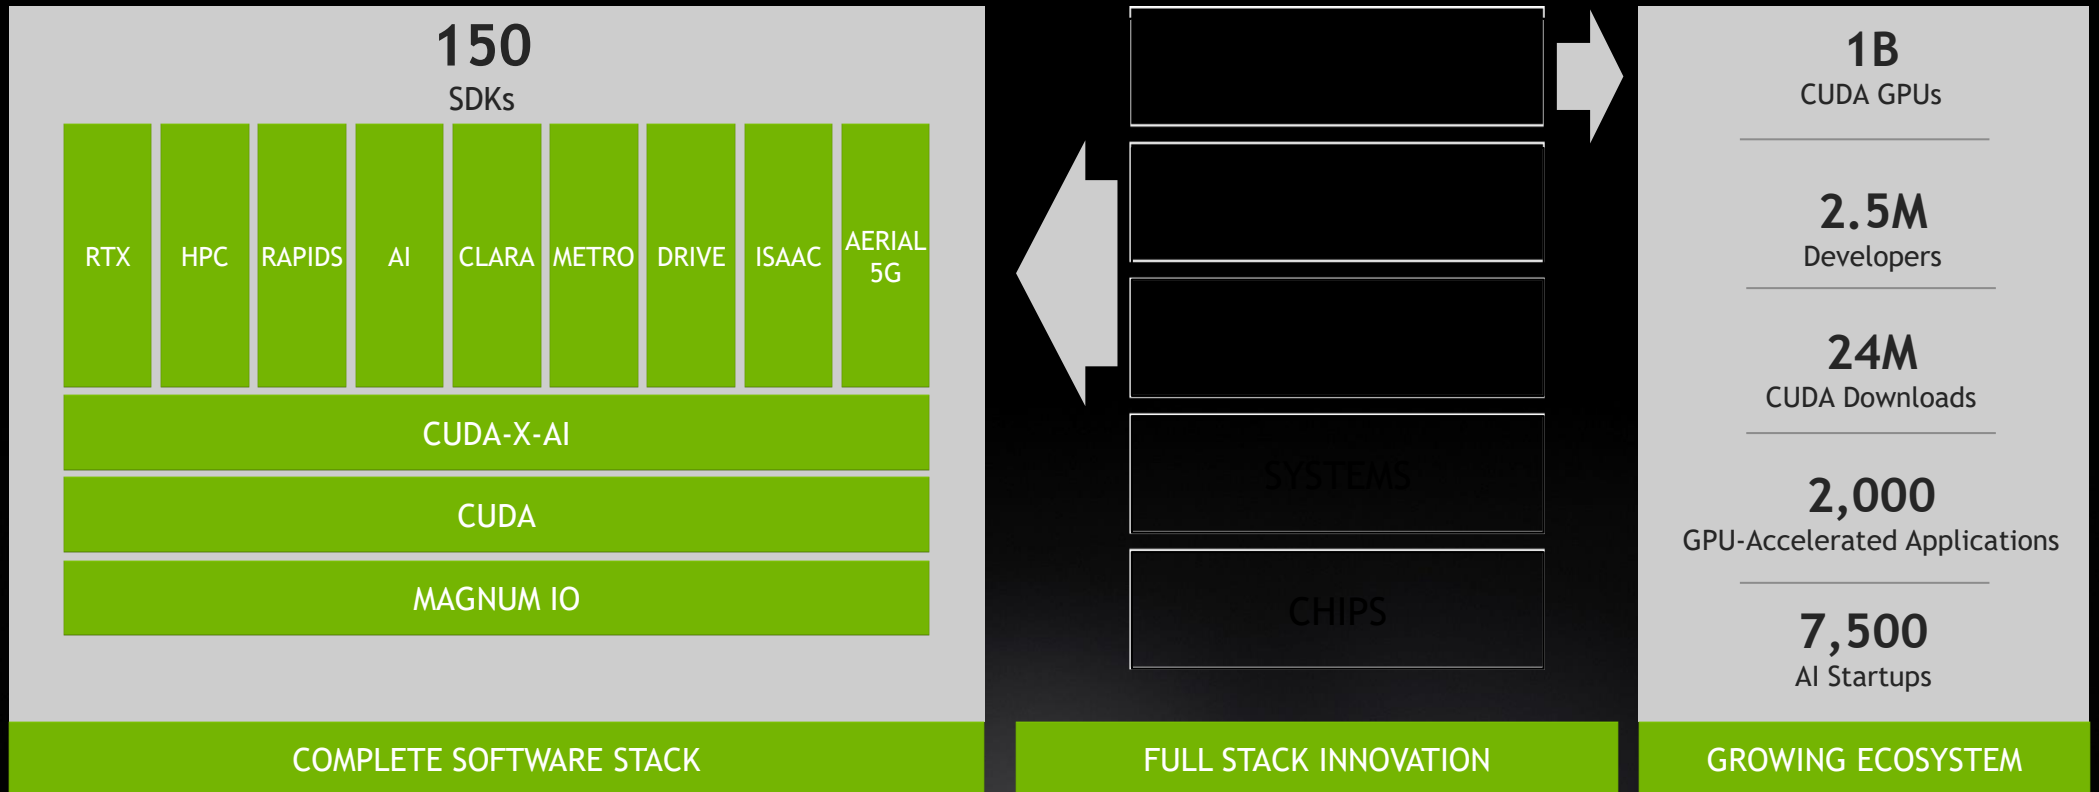 150
SDKs
RTX
HPC
RAPIDS
AI
CLARA
METRO
DRIVE
ISAAC
AERIAL
5G
CUDA-X-AI
CUDA
MAGNUM IO
COMPLETE SOFTWARE STACK
SYSTEMS
CHIPS
FULL STACK INNOVATION
1B
CUDA GPUs
2.5M
Developers
24M
CUDA Downloads
2,000
GPU-Accelerated Applications
7,500
AI Startups
GROWING ECOSYSTEM